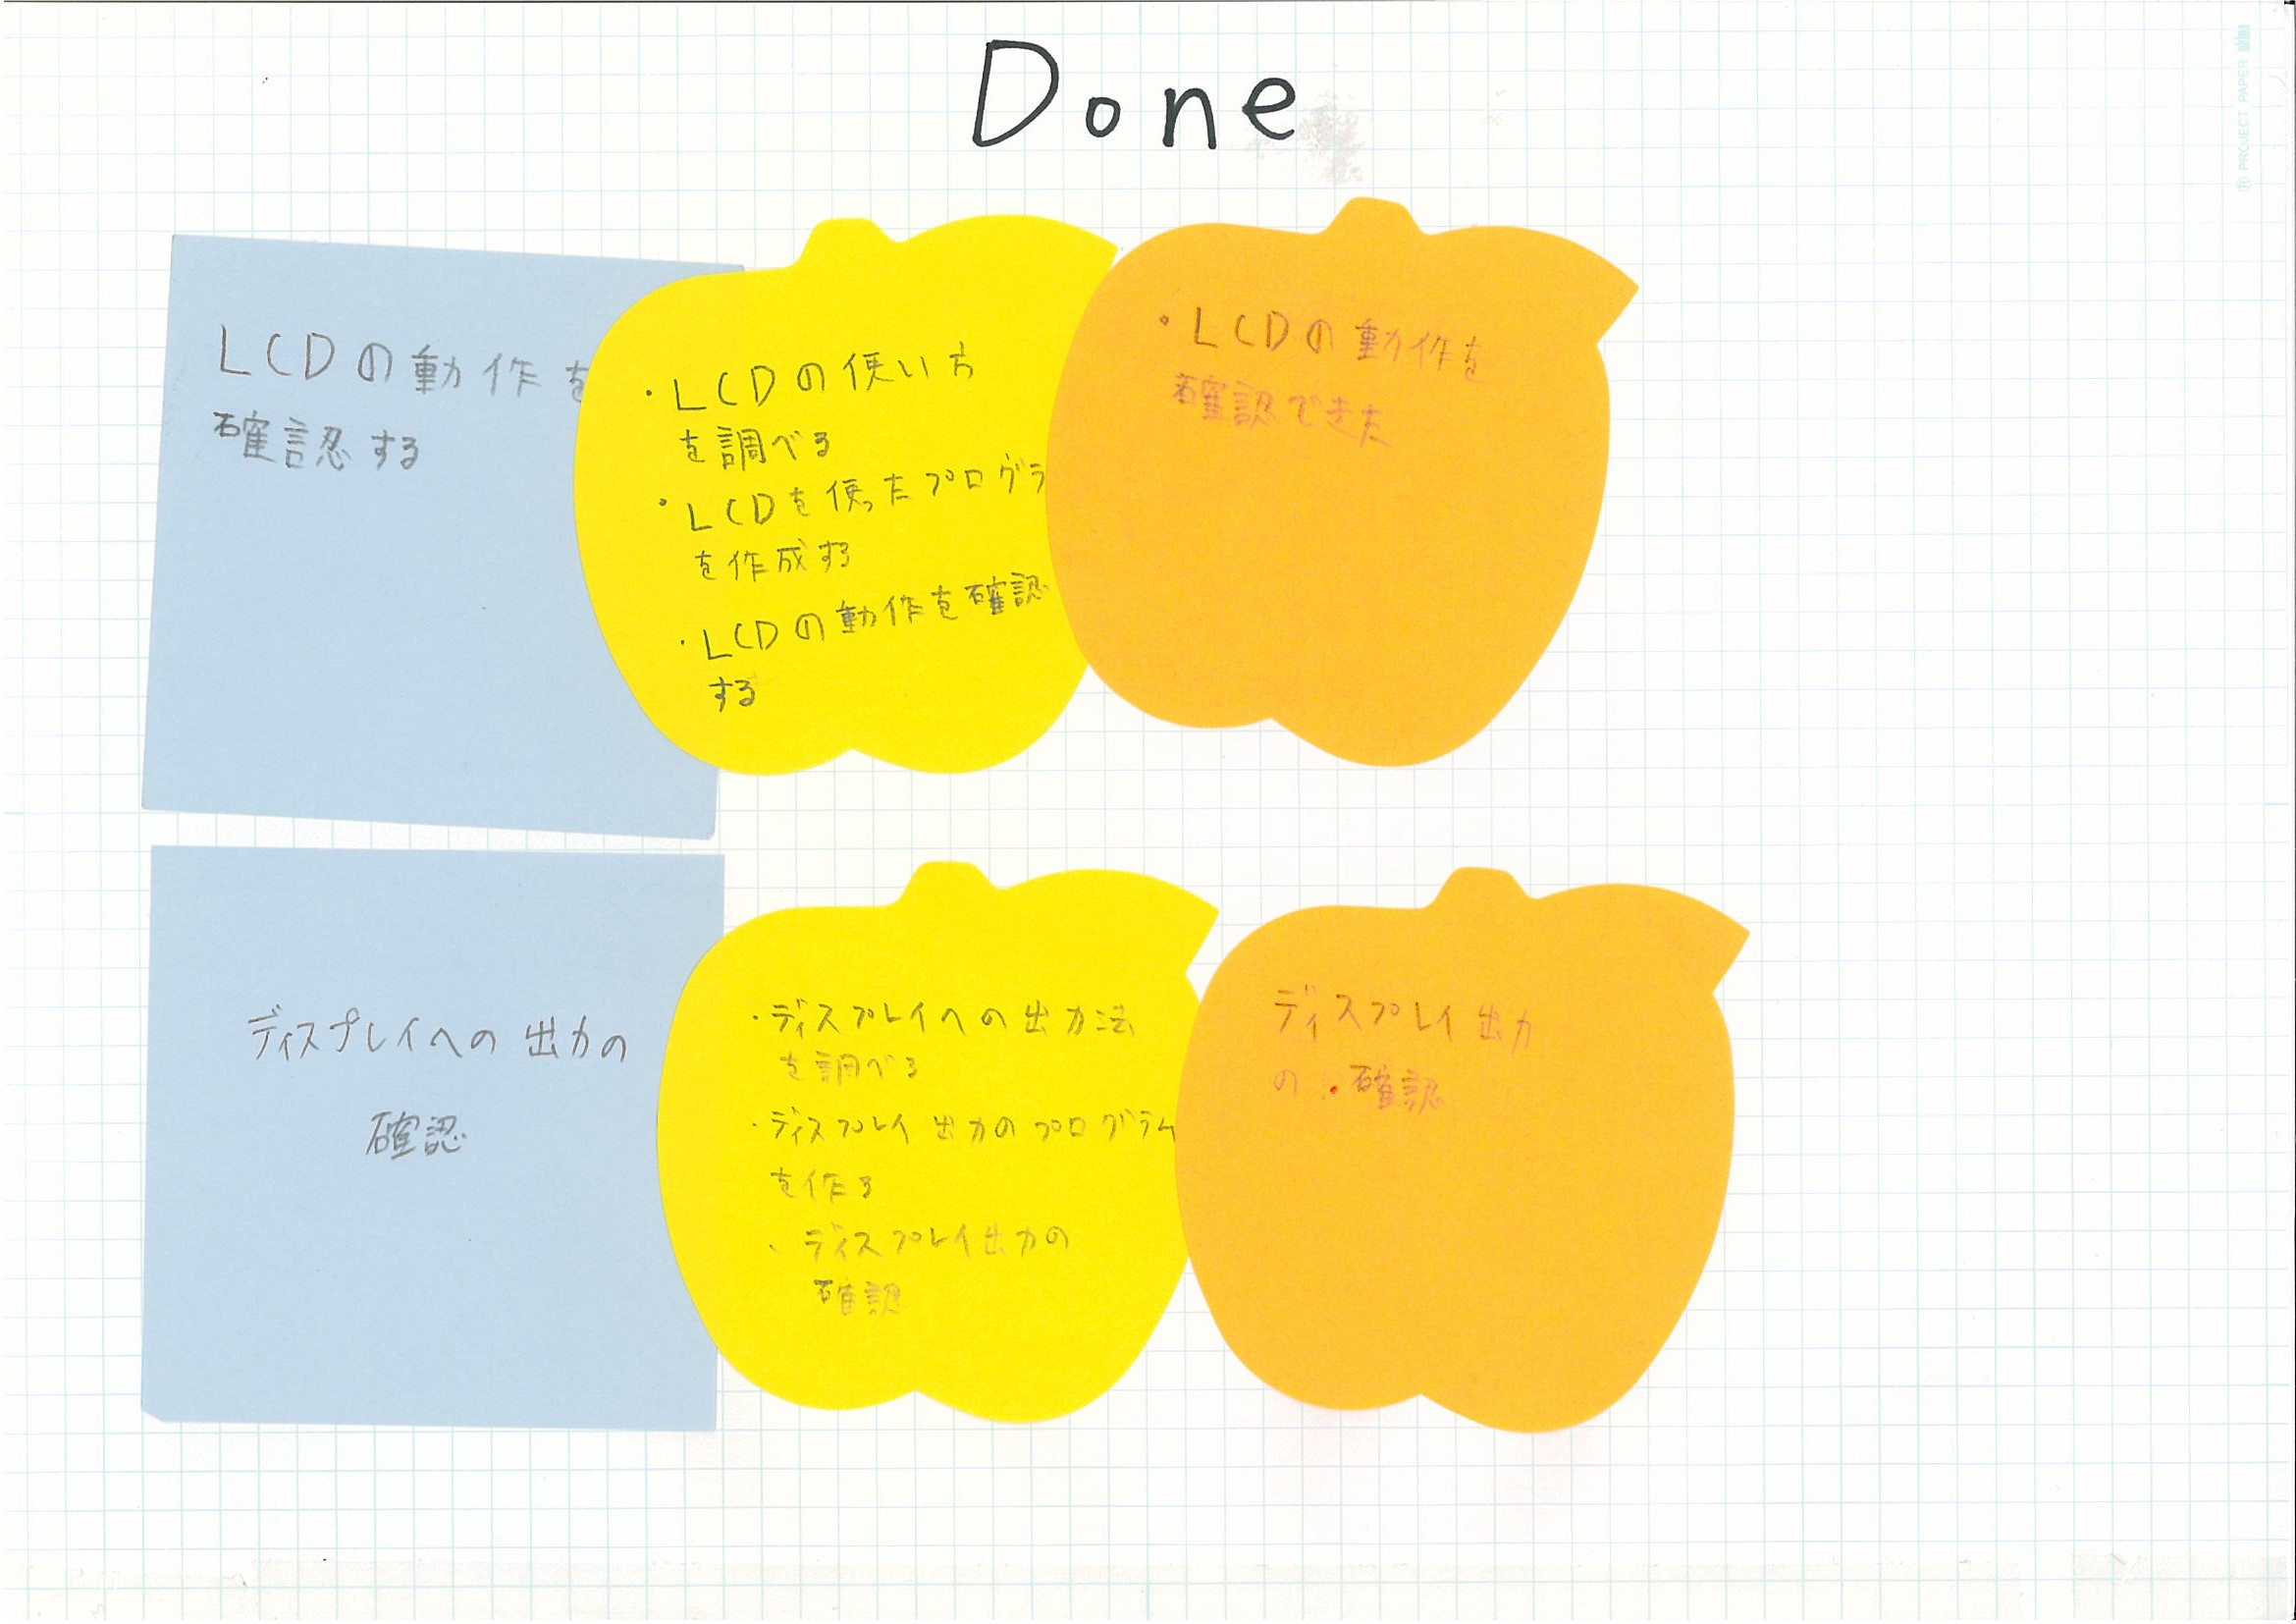 Done
LCDの動作を
確認する
・LCDの使い方
を調べる
・LCDを使ったプログラ
を作成する
・LCDの動作を確認
する
・LCDの動作を
確認できた
ディスプレイへの出力の
確認
・ディスプレイへの出力法
を調べる
・ディスプレイ出力のプログラム
を作る
・ディスプレイ出力の
確認
ディスプレイ出力
の確認
PROJECT PAPER